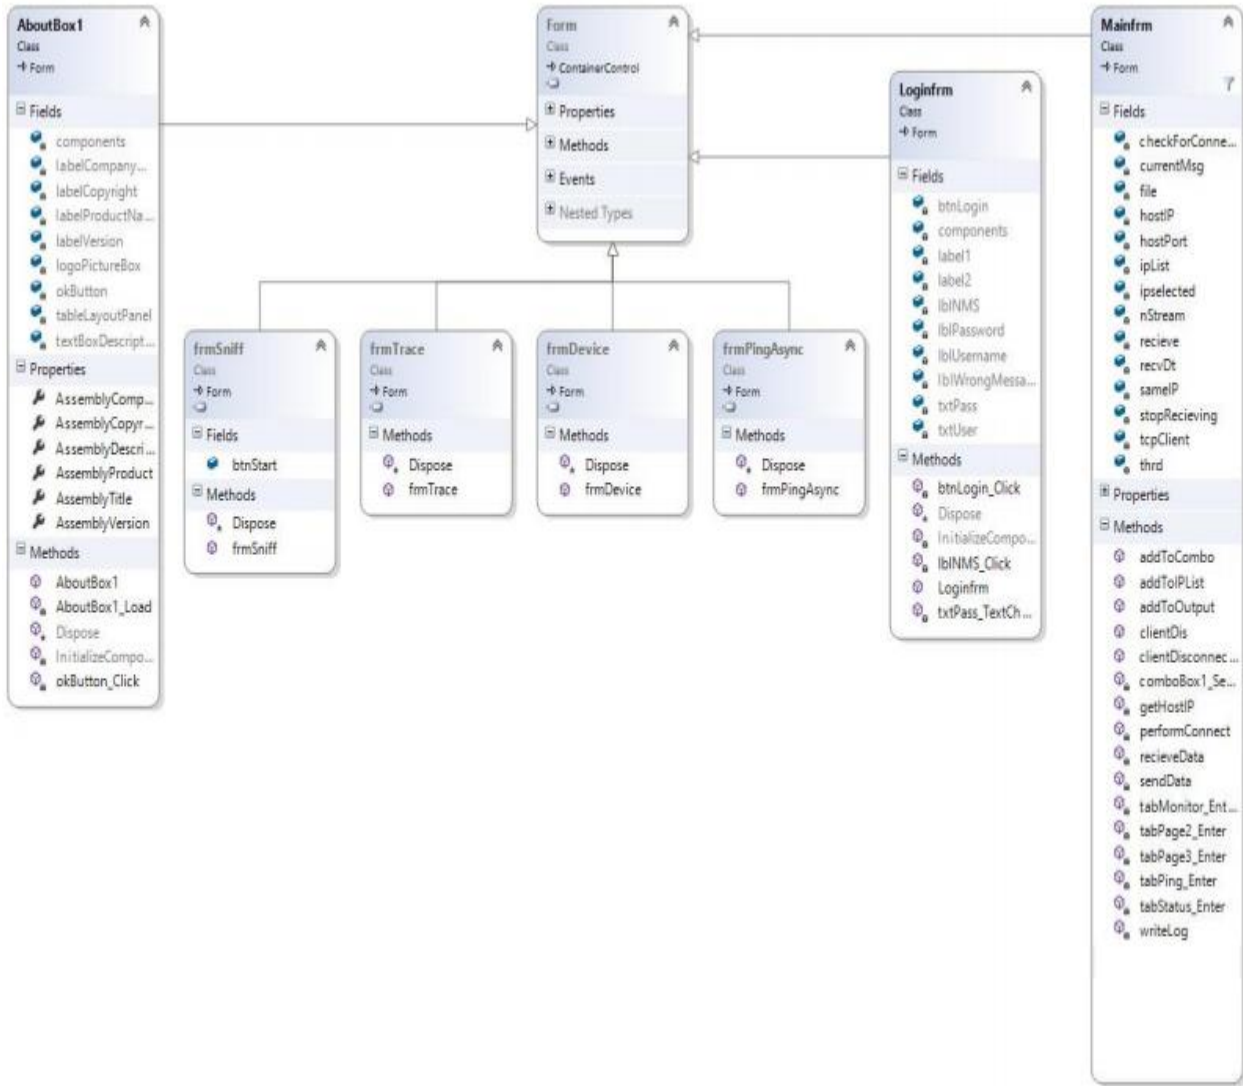 AboutBox1
Class
Form
Fields
components
labelCompany...
labelCopyright
labelProductNa...
labelVersion
logoPictureBox
okButton
tableLayoutPanel
textBoxDescript...
Properties
AssemblyComp...
AssemblyCopyr...
AssemblyDescri...
AssemblyProduct
AssemblyTitle
AssemblyVersion
Methods
AboutBox1
AboutBox1_Load
Dispose
InitializeCompo...
okButton_Click
Form
Class
ContainerControl
Properties
Methods
Events
Nested Types
frmSniff
Class
Form
Fields
btnStart
Methods
Dispose
frmSniff
frmTrace
Class
Form
Methods
Dispose
frmTrace
frmDevice
Class
Form
Methods
Dispose
frmDevice
frmPingAsync
Class
Form
Methods
Dispose
frmPingAsync
Loginfrm
Class
Form
Fields
btnLogin
components
label1
label2
lblNMS
lblPassword
lblUsername
lblWrongMessa...
txtPass
txtUser
Methods
btnLogin_Click
Dispose
InitializeCompo...
lblNMS_Click
Loginfrm
txtPass_TextCh...
Mainfrm
Class
Form
Fields
checkForConne...
currentMsg
file
hostIP
hostPort
ipList
ipselected
nStream
recieve
recvDt
sameIP
stopRecieving
tcpClient
thrd
Properties
Methods
addToCombo
addToIPList
addToOutput
clientDis
clientDisconnec...
comboBox1_Se...
getHostIP
performConnect
recieveData
sendData
tabMonitor_Ent...
tabPage2_Enter
tabPage3_Enter
tabPing_Enter
tabStatus_Enter
writeLog